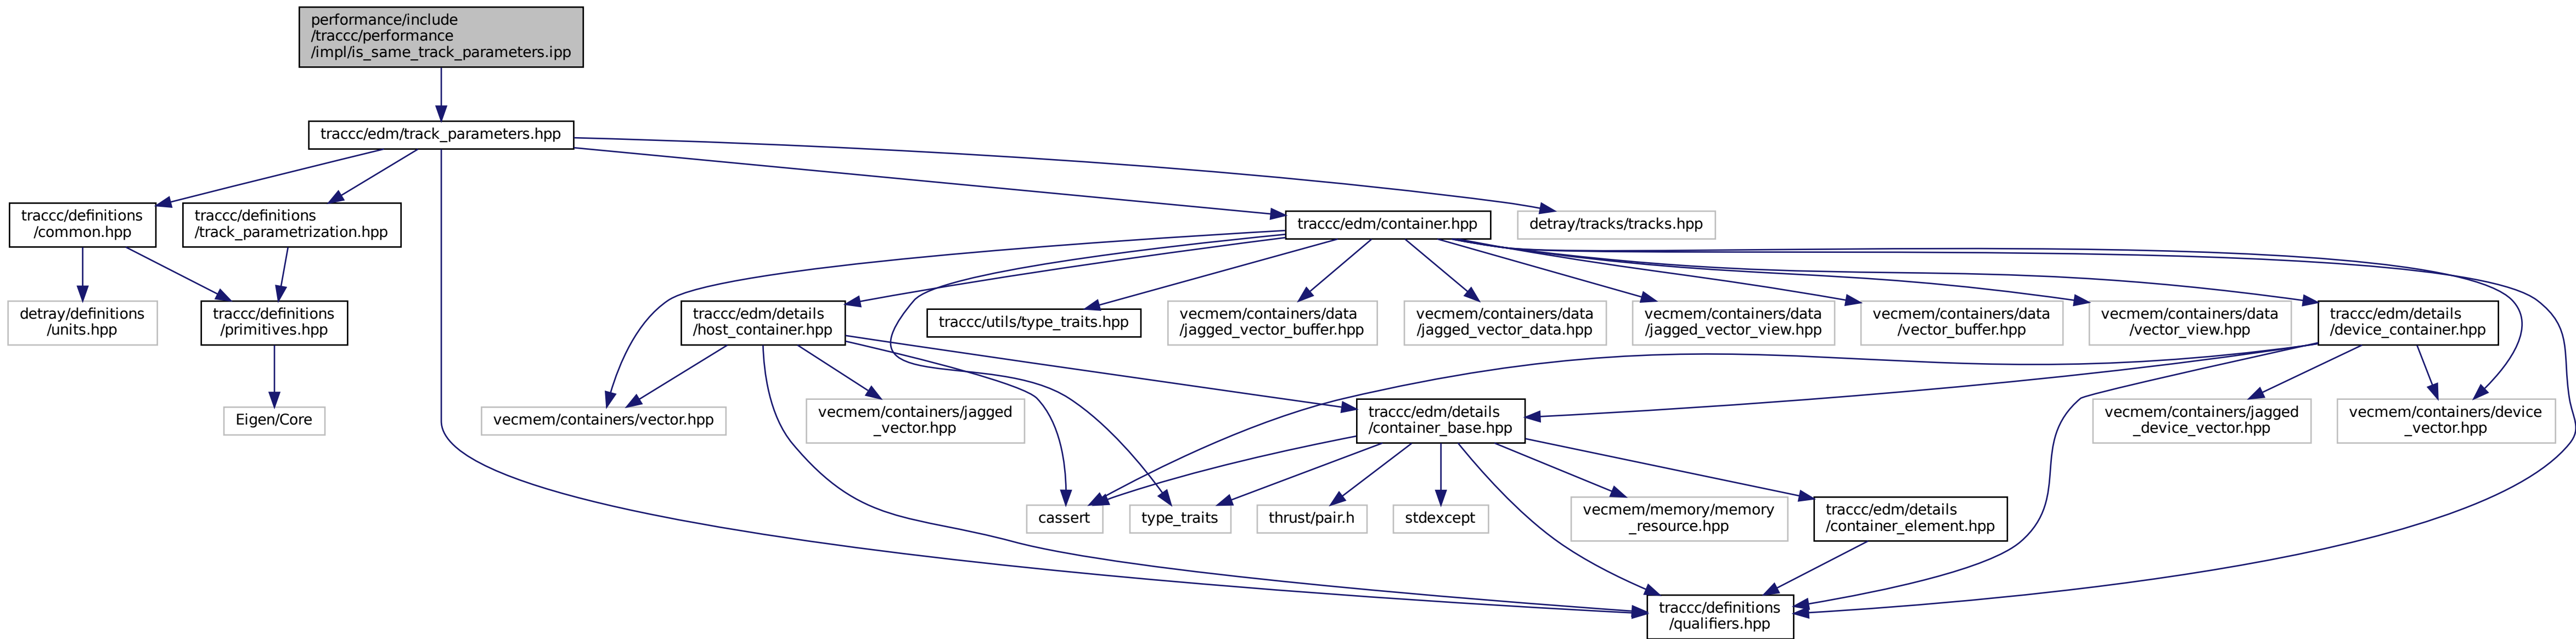 performance/include
/traccc/performance
/impl/is_same_track_parameters.ipp
traccc/edm/track_parameters.hpp
traccc/definitions
/common.hpp
traccc/definitions
/track_parametrization.hpp
traccc/edm/container.hpp
detray/tracks/tracks.hpp
detray/definitions
/units.hpp
traccc/definitions
/primitives.hpp
traccc/edm/details
/host_container.hpp
traccc/utils/type_traits.hpp
vecmem/containers/data
/jagged_vector_buffer.hpp
vecmem/containers/data
/jagged_vector_data.hpp
vecmem/containers/data
/jagged_vector_view.hpp
vecmem/containers/data
/vector_buffer.hpp
vecmem/containers/data
/vector_view.hpp
traccc/edm/details
/device_container.hpp
Eigen/Core
vecmem/containers/vector.hpp
vecmem/containers/jagged
_vector.hpp
traccc/edm/details
/container_base.hpp
vecmem/containers/jagged
_device_vector.hpp
vecmem/containers/device
_vector.hpp
cassert
type_traits
thrust/pair.h
stdexcept
vecmem/memory/memory
_resource.hpp
traccc/edm/details
/container_element.hpp
traccc/definitions
/qualifiers.hpp